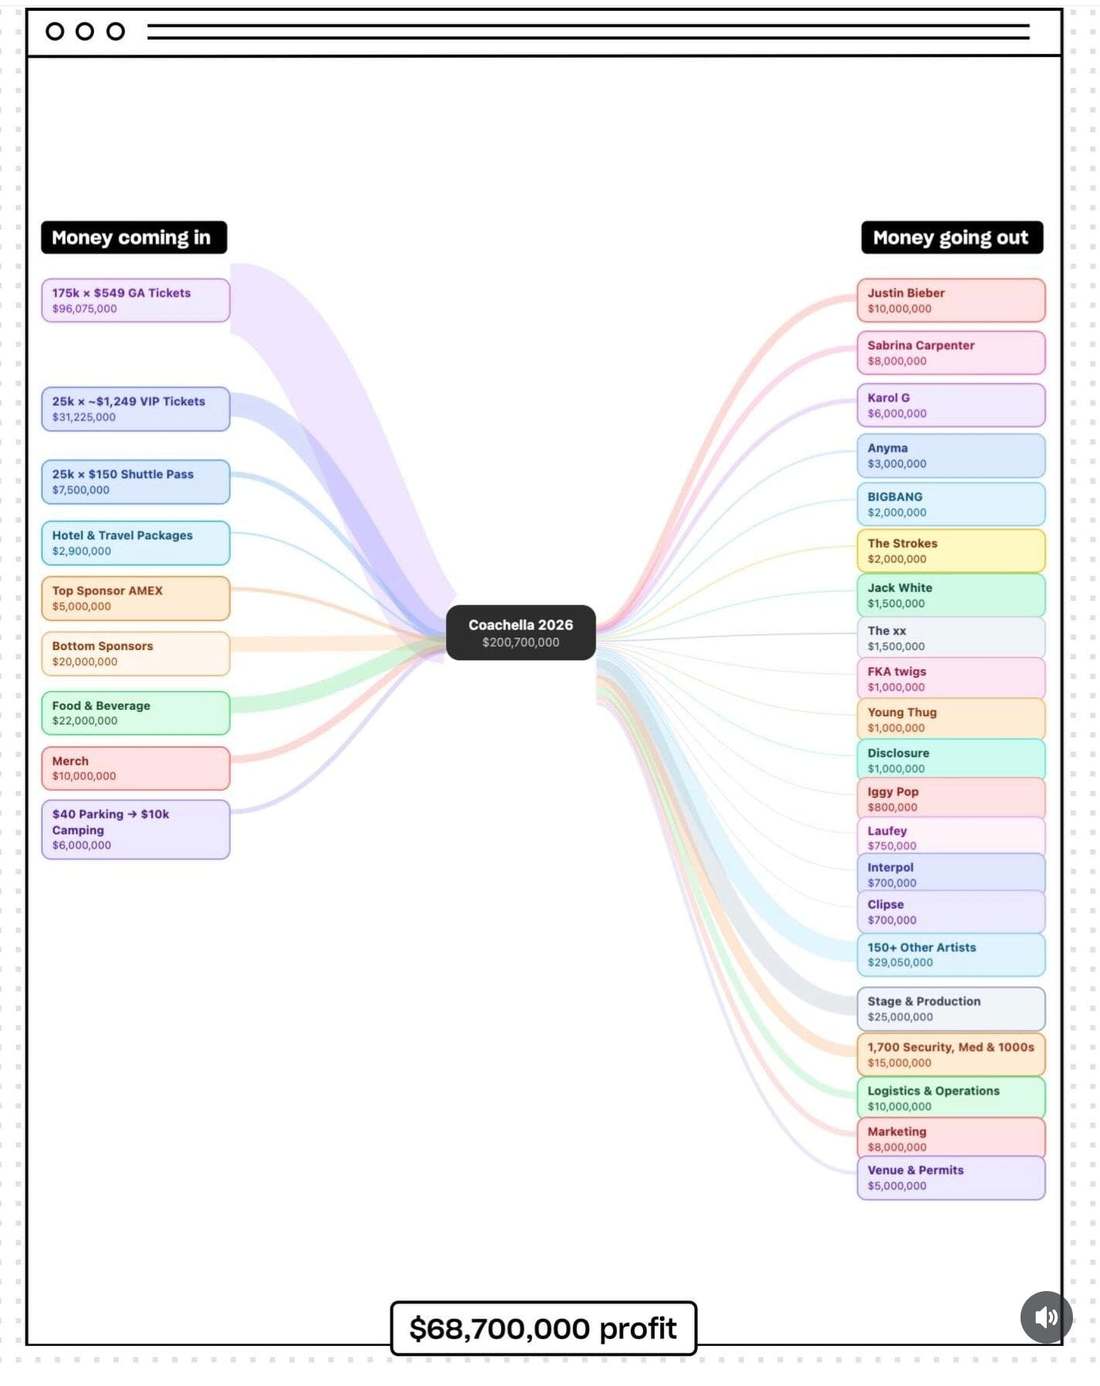 Money coming in
175k × $549 GA Tickets
$96,075,000
25k × ~$1,249 VIP Tickets
$31,225,000
25k × $150 Shuttle Pass
$7,500,000
Hotel & Travel Packages
$2,900,000
Top Sponsor AMEX
$5,000,000
Bottom Sponsors
$20,000,000
Food & Beverage
$22,000,000
Merch
$10,000,000
$40 Parking → $10k
Camping
$6,000,000
Coachella 2026
$200,700,000
Money going out
Justin Bieber
$10,000,000
Sabrina Carpenter
$8,000,000
Karol G
$6,000,000
Anyma
$3,000,000
BIGBANG
$2,000,000
The Strokes
$2,000,000
Jack White
$1,500,000
The xx
$1,500,000
FKA twigs
$1,000,000
Young Thug
$1,000,000
Disclosure
$1,000,000
Iggy Pop
$800,000
Laufey
$750,000
Interpol
$700,000
Clipse
$700,000
150+ Other Artists
$29,050,000
Stage & Production
$25,000,000
1,700 Security, Med & 1000s
$15,000,000
Logistics & Operations
$10,000,000
Marketing
$8,000,000
Venue & Permits
$5,000,000
$68,700,000 profit